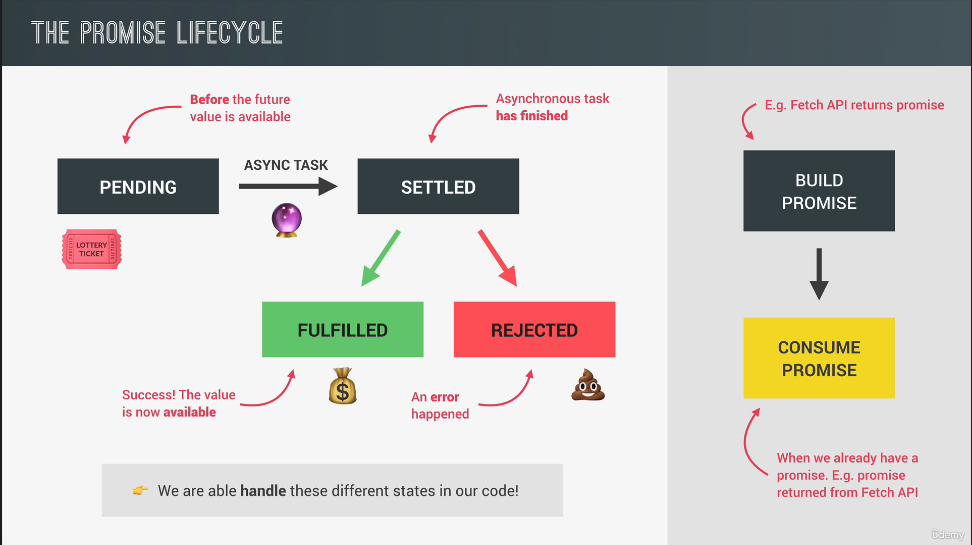 THE PROMISE LIFECYCLE
Before the future
value is available
Asynchronous task
has finished
PENDING
ASYNC TASK
SETTLED
LOTTERY
TICKET
FULFILLED
REJECTED
Success! The value
is now available
An error
happened
We are able handle these different states in our code!
E.g. Fetch API returns promise
BUILD
PROMISE
CONSUME
PROMISE
When we already have a
promise. E.g. promise
returned from Fetch API
Udemy